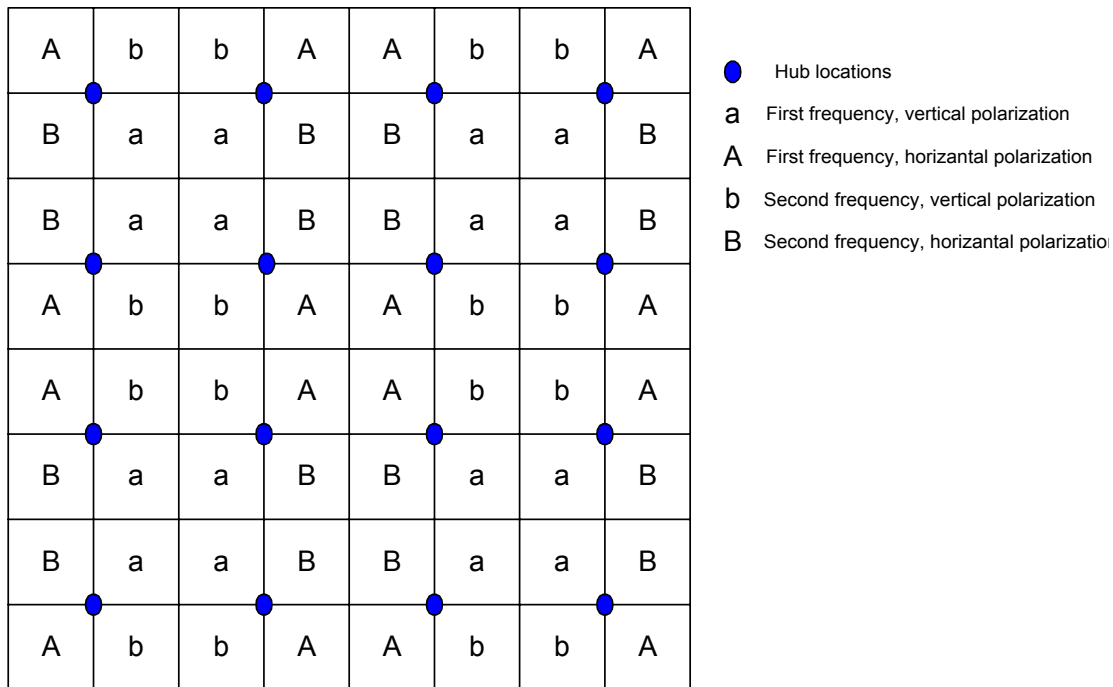 A b b A A b b A
B a a B B a a B
B a a B B a a B
A b b A A b b A
A b b A A b b A
B a a B B a a B
B a a B B a a B
A b b A A b b A
Hub locations
a First frequency, vertical polarization
A First frequency, horizantal polarization
b Second frequency, vertical polarization
B Second frequency, horizantal polarization